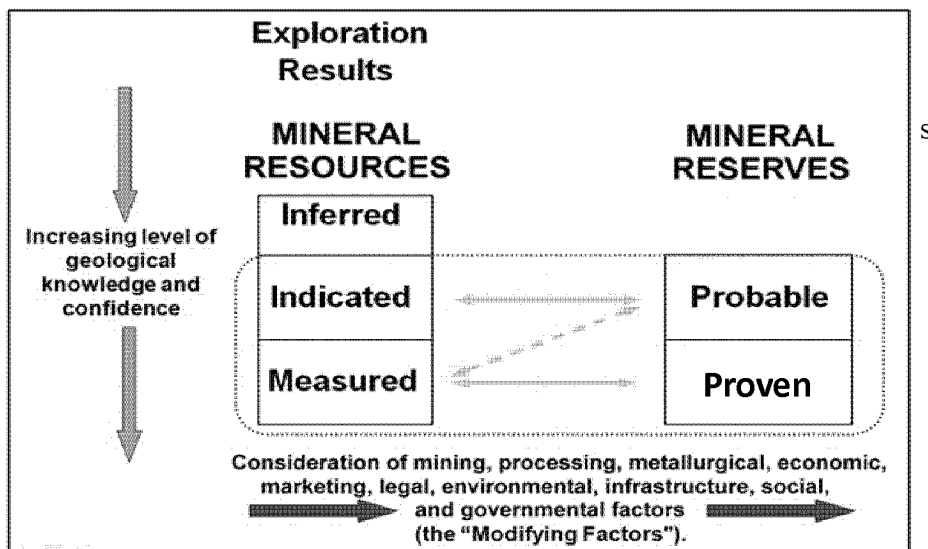 Exploration
Results
MINERAL
RESOURCES
MINERAL
RESERVES
S
Inferred
Increasing level of
geological
knowledge and
confidence
Indicated
Probable
Measured
Proven
Consideration of mining, processing, metallurgical, economic,
marketing, legal, environmental, infrastructure, social,
and governmental factors
(the “Modifying Factors”).